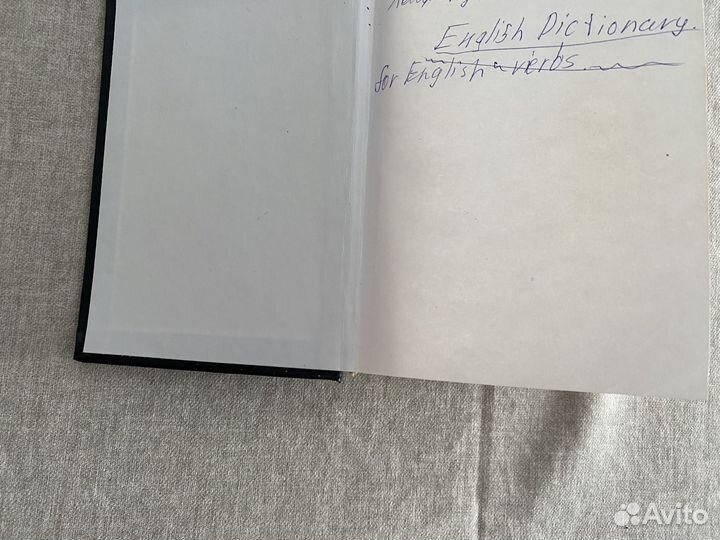 English Dictionary.
for English verbs.
Avito